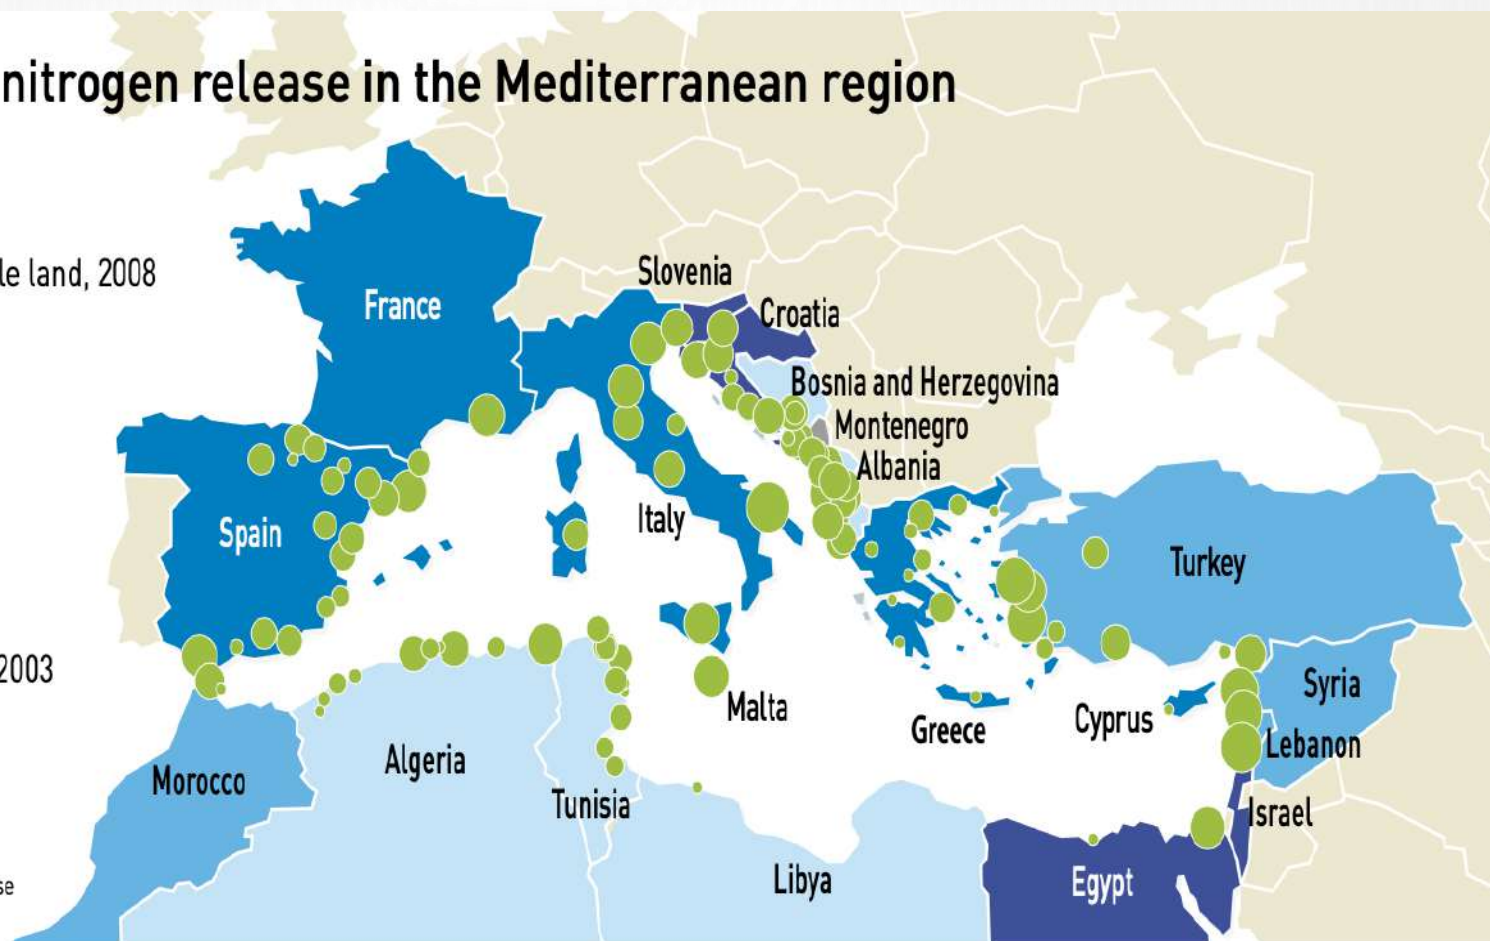 nitrogen release in the Mediterranean region
le land, 2008
Slovenia
Croatia
France
Bosnia and Herzegovina
Montenegro
Albania
Italy
Spain
Turkey
2003
Syria
Malta
Greece
Cyprus
Lebanon
Algeria
Morocco
Tunisia
Israel
Libya
Egypt
se